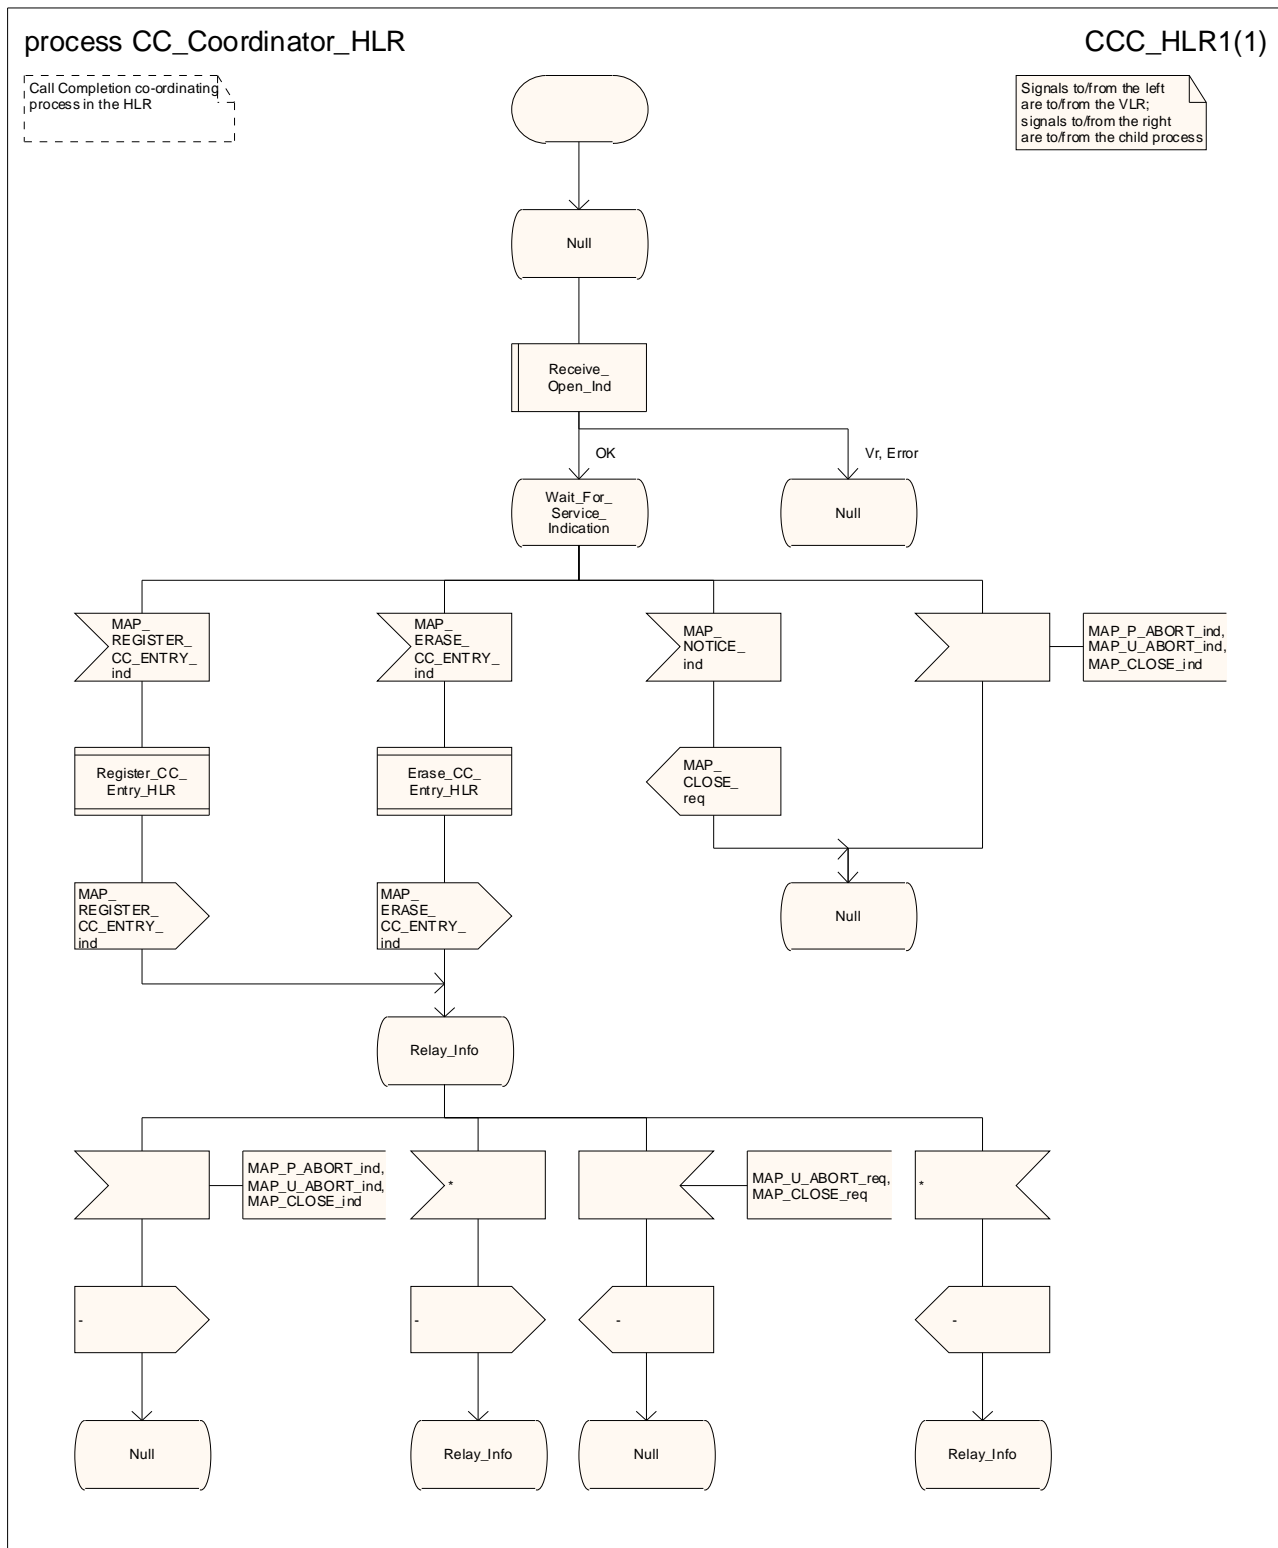 process CC_Coordinator_HLR
CCC_HLR1(1)
Call Completion co-ordinating
process in the HLR
Signals to/from the left
are to/from the VLR;
signals to/from the right
are to/from the child process
Null
Receive_
Open_Ind
OK
Vr, Error
Wait_For_
Service_
Indication
Null
MAP_
REGISTER_
CC_ENTRY_
ind
MAP_
ERASE_
CC_ENTRY_
ind
MAP_
NOTICE_
ind
MAP_P_ABORT_ind,
MAP_U_ABORT_ind,
MAP_CLOSE_ind
Register_CC_
Entry_HLR
Erase_CC_
Entry_HLR
MAP_
CLOSE_
req
MAP_
REGISTER_
CC_ENTRY_
ind
MAP_
ERASE_
CC_ENTRY_
ind
Null
Relay_Info
MAP_P_ABORT_ind,
MAP_U_ABORT_ind,
MAP_CLOSE_ind
*
MAP_U_ABORT_req,
MAP_CLOSE_req
*
-
-
-
-
Null
Relay_Info
Null
Relay_Info